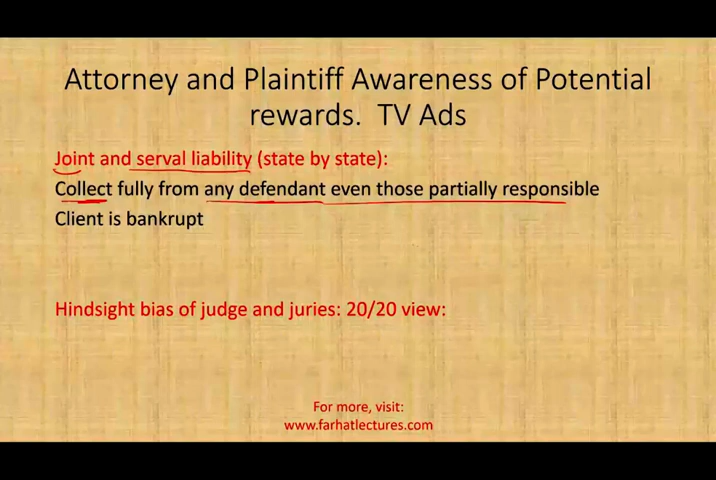 Attorney and Plaintiff Awareness of Potential
rewards. TV Ads
Joint and serval liability (state by state):
Collect fully from any defendant even those partially responsible
Client is bankrupt
Hindsight bias of judge and juries: 20/20 view:
For more, visit:
www.farhatlectures.com